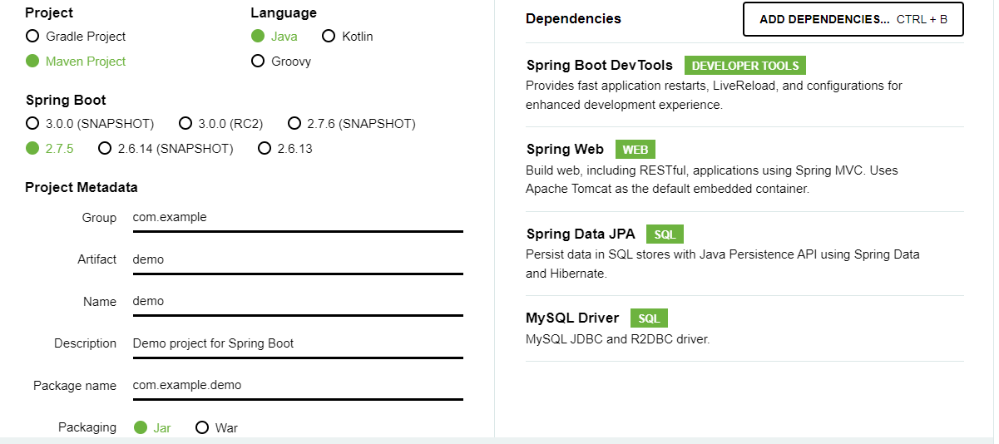 Project
Gradle Project
Maven Project
Language
Java Kotlin
Groovy
Spring Boot
3.0.0 (SNAPSHOT) 3.0.0 (RC2) 2.7.6 (SNAPSHOT)
2.7.5 2.6.14 (SNAPSHOT) 2.6.13
Project Metadata
Group com.example
Artifact demo
Name demo
Description Demo project for Spring Boot
Package name com.example.demo
Packaging Jar War
Dependencies
ADD DEPENDENCIES... CTRL + B
Spring Boot DevTools DEVELOPER TOOLS
Provides fast application restarts, LiveReload, and configurations for
enhanced development experience.
Spring Web WEB
Build web, including RESTful, applications using Spring MVC. Uses
Apache Tomcat as the default embedded container.
Spring Data JPA SQL
Persist data in SQL stores with Java Persistence API using Spring Data
and Hibernate.
MySQL Driver SQL
MySQL JDBC and R2DBC driver.